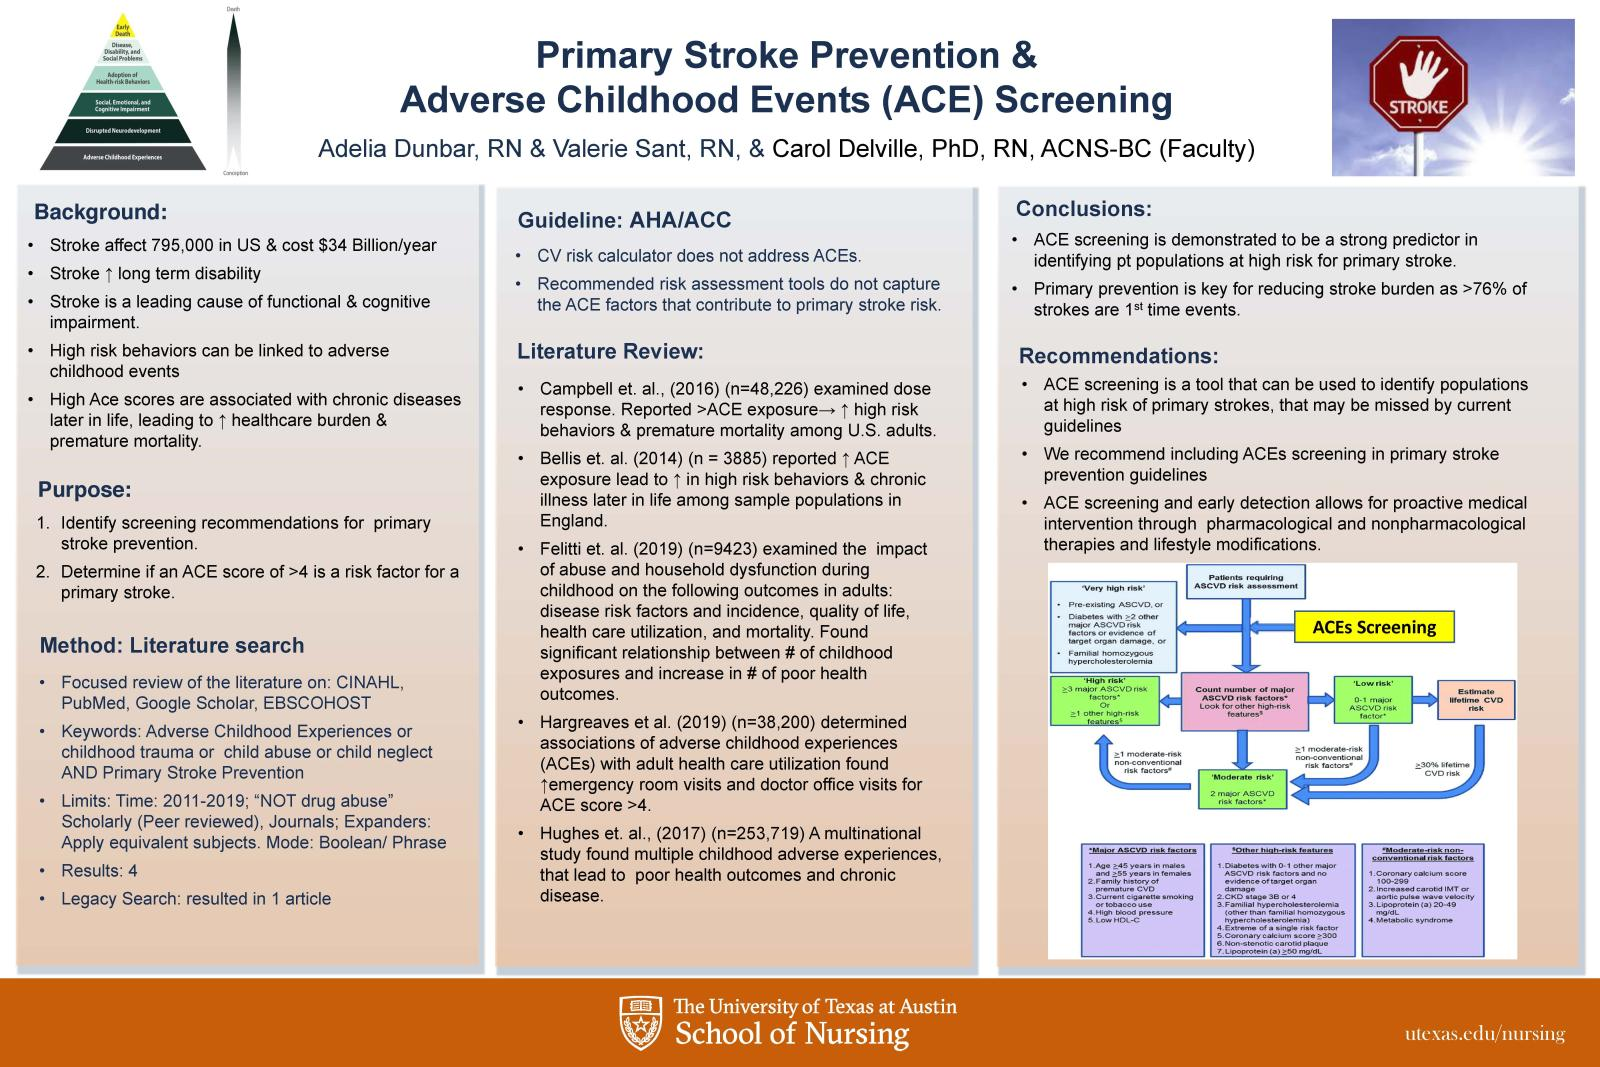 Early
Death
Disease,
Disability, and
Social Problems
Adoption of
Health-risk Behaviors
Social, Emotional, and
Cognitive Impairment
Disrupted Neurodevelopment
Adverse Childhood Experiences
Death
Conception
Primary Stroke Prevention &
Adverse Childhood Events (ACE) Screening
Adelia Dunbar, RN & Valerie Sant, RN, & Carol Delville, PhD, RN, ACNS-BC (Faculty)
STROKE
Background:
• Stroke affect 795,000 in US & cost $34 Billion/year
• Stroke ↑ long term disability
• Stroke is a leading cause of functional & cognitive
impairment.
• High risk behaviors can be linked to adverse
childhood events
• High Ace scores are associated with chronic diseases
later in life, leading to ↑ healthcare burden &
premature mortality.
Purpose:
1. Identify screening recommendations for primary
stroke prevention.
2. Determine if an ACE score of >4 is a risk factor for a
primary stroke.
Method: Literature search
• Focused review of the literature on: CINAHL,
PubMed, Google Scholar, EBSCOHOST
• Keywords: Adverse Childhood Experiences or
childhood trauma or child abuse or child neglect
AND Primary Stroke Prevention
• Limits: Time: 2011-2019; “NOT drug abuse”
Scholarly (Peer reviewed), Journals; Expanders:
Apply equivalent subjects. Mode: Boolean/ Phrase
• Results: 4
• Legacy Search: resulted in 1 article
Guideline: AHA/ACC
• CV risk calculator does not address ACEs.
• Recommended risk assessment tools do not capture
the ACE factors that contribute to primary stroke risk.
Literature Review:
• Campbell et. al., (2016) (n=48,226) examined dose
response. Reported >ACE exposure→ ↑ high risk
behaviors & premature mortality among U.S. adults.
• Bellis et. al. (2014) (n = 3885) reported ↑ ACE
exposure lead to ↑ in high risk behaviors & chronic
illness later in life among sample populations in
England.
• Felitti et. al. (2019) (n=9423) examined the impact
of abuse and household dysfunction during
childhood on the following outcomes in adults:
disease risk factors and incidence, quality of life,
health care utilization, and mortality. Found
significant relationship between # of childhood
exposures and increase in # of poor health
outcomes.
• Hargreaves et al. (2019) (n=38,200) determined
associations of adverse childhood experiences
(ACEs) with adult health care utilization found
↑emergency room visits and doctor office visits for
ACE score >4.
• Hughes et. al., (2017) (n=253,719) A multinational
study found multiple childhood adverse experiences,
that lead to poor health outcomes and chronic
disease.
Conclusions:
• ACE screening is demonstrated to be a strong predictor in
identifying pt populations at high risk for primary stroke.
• Primary prevention is key for reducing stroke burden as >76% of
strokes are 1st time events.
Recommendations:
• ACE screening is a tool that can be used to identify populations
at high risk of primary strokes, that may be missed by current
guidelines
• We recommend including ACEs screening in primary stroke
prevention guidelines
• ACE screening and early detection allows for proactive medical
intervention through pharmacological and nonpharmacological
therapies and lifestyle modifications.
Patients requiring
ASCVD risk assessment
‘Very high risk’
• Pre-existing ASCVD, or
• Diabetes with ≥2 other
major ASCVD risk
factors or evidence of
target organ damage, or
• Familial homozygous
hypercholesterolemia
ACEs Screening
‘High risk’
≥3 major ASCVD risk
factors*
Or
≥1 other high-risk
features$
Count number of major
ASCVD risk factors*
Look for other high-risk
features$
‘Low risk’
0-1 major
ASCVD risk
factor*
Estimate
lifetime CVD
risk
≥1 moderate-risk
non-conventional
risk factors#
≥1 moderate-risk
non-conventional
risk factors#
≥30% lifetime
CVD risk
‘Moderate risk’
2 major ASCVD
risk factors*
*Major ASCVD risk factors
1.Age ≥45 years in males
and ≥55 years in females
2.Family history of
premature CVD
3.Current cigarette smoking
or tobacco use
4.High blood pressure
5.Low HDL-C
$Other high-risk features
1.Diabetes with 0-1 other major
ASCVD risk factors and no
evidence of target organ
damage
2.CKD stage 3B or 4
3.Familial hypercholesterolemia
(other than familial homozygous
hypercholesterolemia)
4.Extreme of a single risk factor
5.Coronary calcium score ≥300
6.Non-stenotic carotid plaque
7.Lipoprotein (a) ≥50 mg/dL
#Moderate-risk non-
conventional risk factors
1.Coronary calcium score
100-299
2.Increased carotid IMT or
aortic pulse wave velocity
3.Lipoprotein (a) 20-49
mg/dL
4.Metabolic syndrome
The University of Texas at Austin
School of Nursing
utexas.edu/nursing